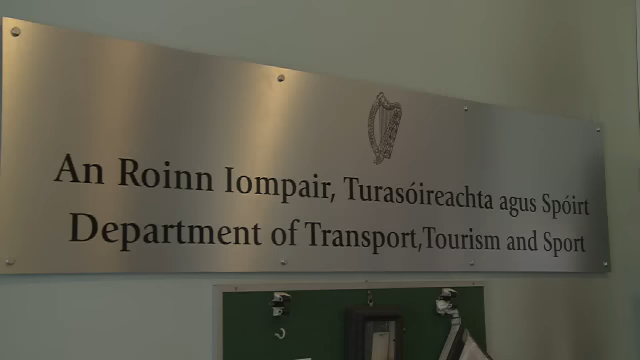 An Roinn Iompair, Turasóireachta agus Spóirt
Department of Transport,Tourism and Sport